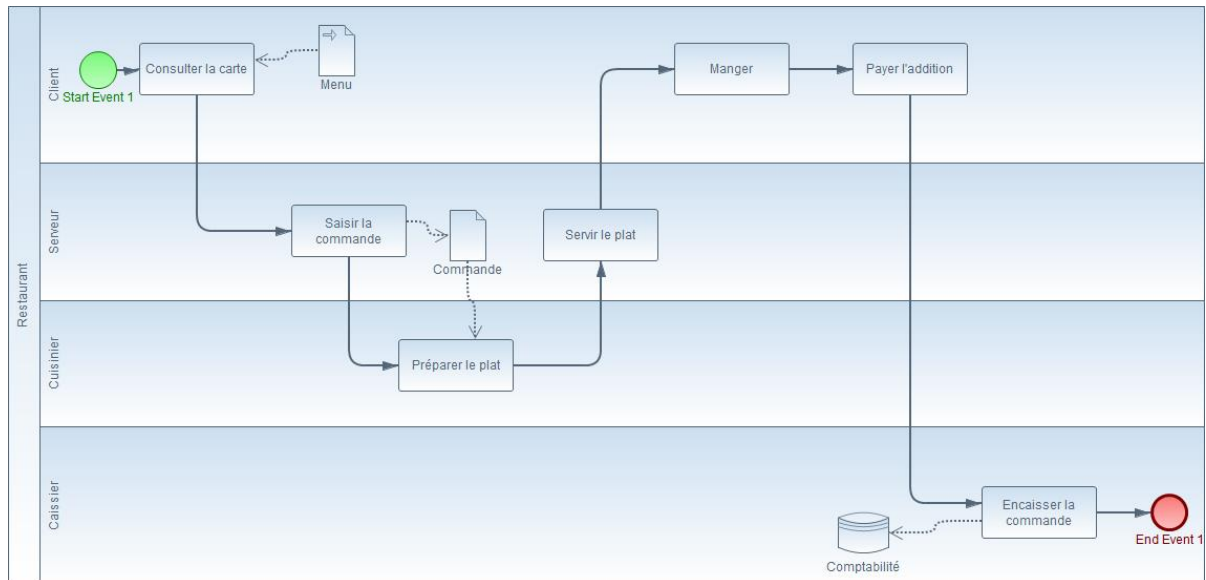 Restaurant
Client
Start Event 1
Consulter la carte
Menu
Manger
Payer l'addition
Serveur
Saisir la
commande
Commande
Servir le plat
Cuisinier
Préparer le plat
Caissier
Comptabilité
Encaisser la
commande
End Event 1